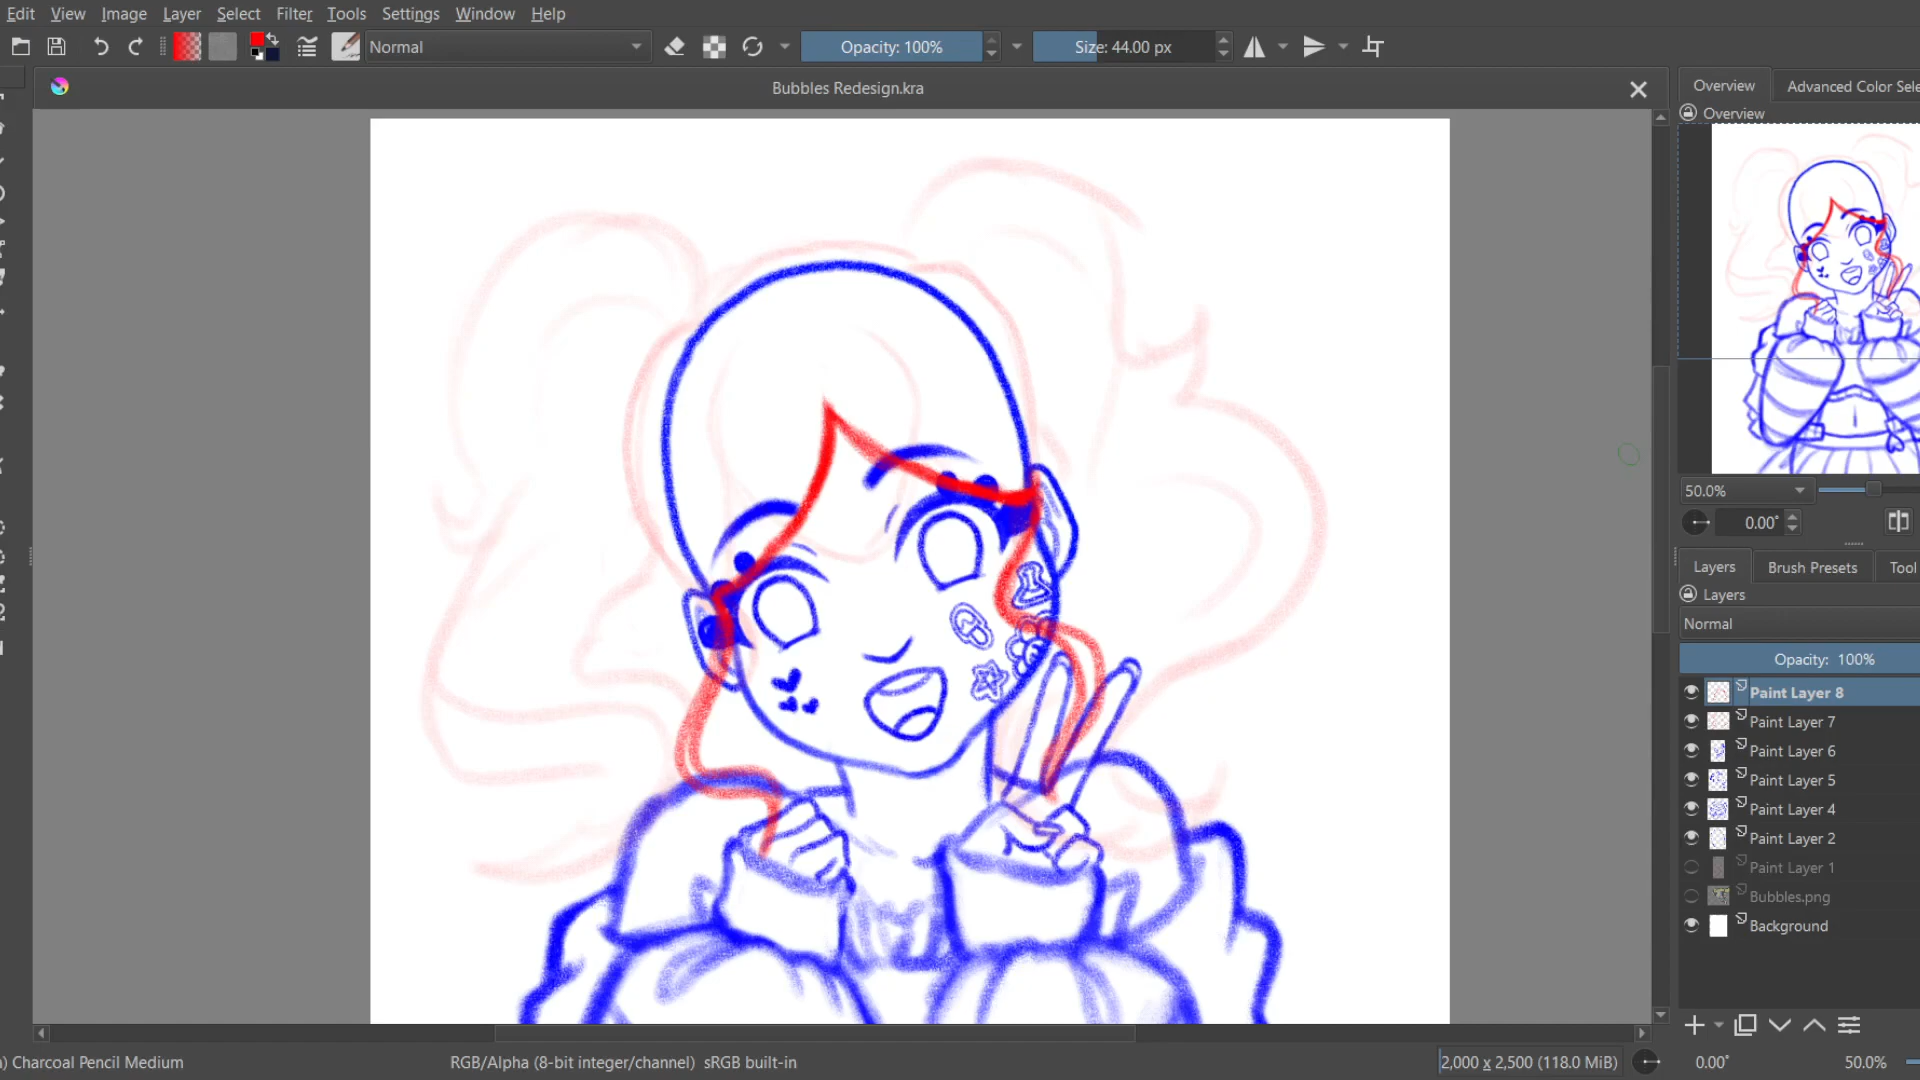 Edit View Image Layer Select Filter Tools Settings Window Help
Normal Opacity: 100% Size: 44.00 px
Bubbles Redesign.kra
Overview Advanced Color Sele
Overview
50.0%
0.00°
Layers Brush Presets Tool
Layers
Normal
Opacity: 100%
Paint Layer 8
Paint Layer 7
Paint Layer 6
Paint Layer 5
Paint Layer 4
Paint Layer 2
Paint Layer 1
Bubbles.png
Background
) Charcoal Pencil Medium RGB/Alpha (8-bit integer/channel) sRGB built-in 2,000 x 2,500 (118.0 MiB) 0.00° 50.0%